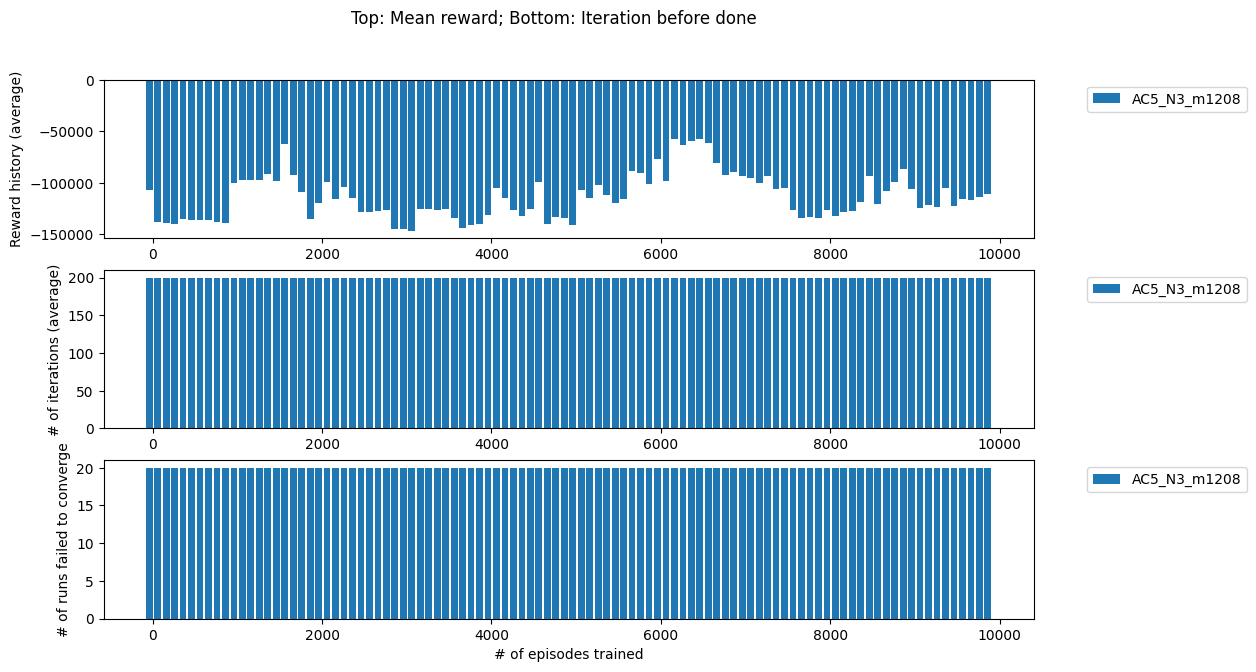 Top: Mean reward; Bottom: Iteration before done
Reward history (average)
0
−50000
−100000
−150000
0 2000 4000 6000 8000 10000
AC5_N3_m1208
# of iterations (average)
200
150
100
50
0
0 2000 4000 6000 8000 10000
AC5_N3_m1208
# of runs failed to converge
20
15
10
5
0
0 2000 4000 6000 8000 10000
# of episodes trained
AC5_N3_m1208